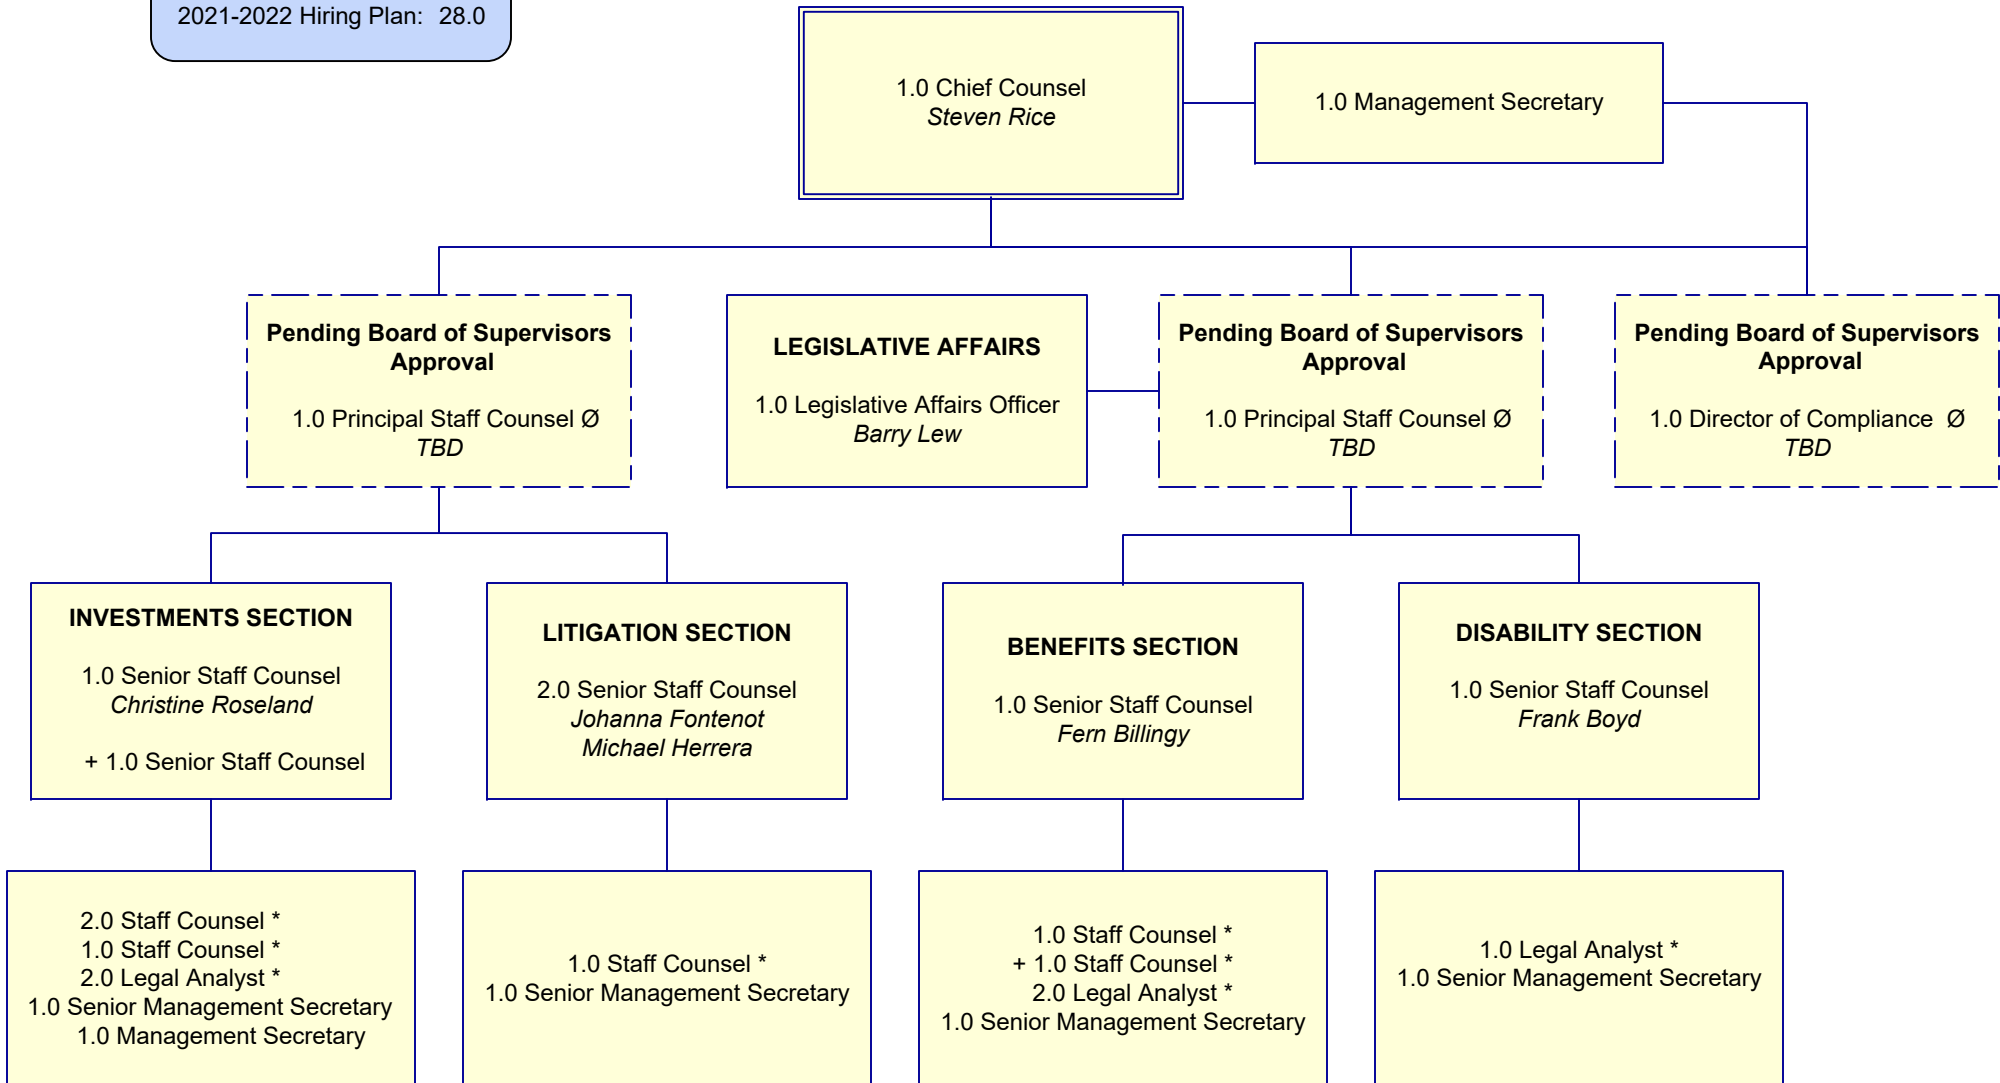 2021-2022 Hiring Plan: 28.0
1.0 Chief Counsel
Steven Rice
1.0 Management Secretary
Pending Board of Supervisors
Approval
1.0 Principal Staff Counsel Ø
TBD
LEGISLATIVE AFFAIRS
1.0 Legislative Affairs Officer
Barry Lew
Pending Board of Supervisors
Approval
1.0 Principal Staff Counsel Ø
TBD
Pending Board of Supervisors
Approval
1.0 Director of Compliance Ø
TBD
INVESTMENTS SECTION
1.0 Senior Staff Counsel
Christine Roseland
+ 1.0 Senior Staff Counsel
LITIGATION SECTION
2.0 Senior Staff Counsel
Johanna Fontenot
Michael Herrera
BENEFITS SECTION
1.0 Senior Staff Counsel
Fern Billingy
DISABILITY SECTION
1.0 Senior Staff Counsel
Frank Boyd
2.0 Staff Counsel *
1.0 Staff Counsel *
2.0 Legal Analyst *
1.0 Senior Management Secretary
1.0 Management Secretary
1.0 Staff Counsel *
1.0 Senior Management Secretary
1.0 Staff Counsel *
+ 1.0 Staff Counsel *
2.0 Legal Analyst *
1.0 Senior Management Secretary
1.0 Legal Analyst *
1.0 Senior Management Secretary